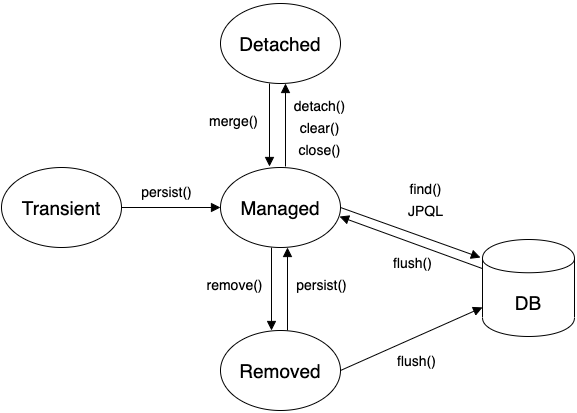 Detached
merge()
detach()
clear()
close()
Transient
persist()
Managed
find()
JPQL
flush()
DB
remove()
persist()
Removed
flush()